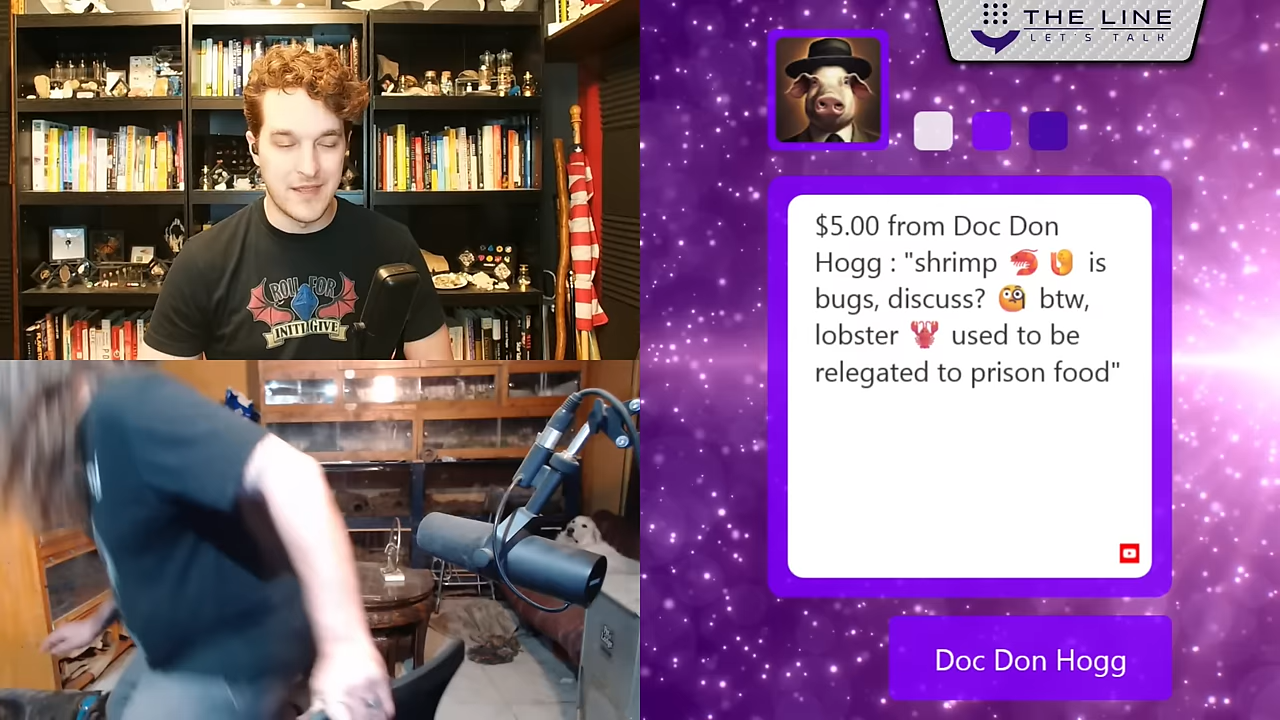 THE LINE
LET'S TALK
$5.00 from Doc Don
Hogg : "shrimp 🦐🍤 is
bugs, discuss? 🧐 btw,
lobster 🦞 used to be
relegated to prison food"
Doc Don Hogg
ROLL FOR
INITIGIVE